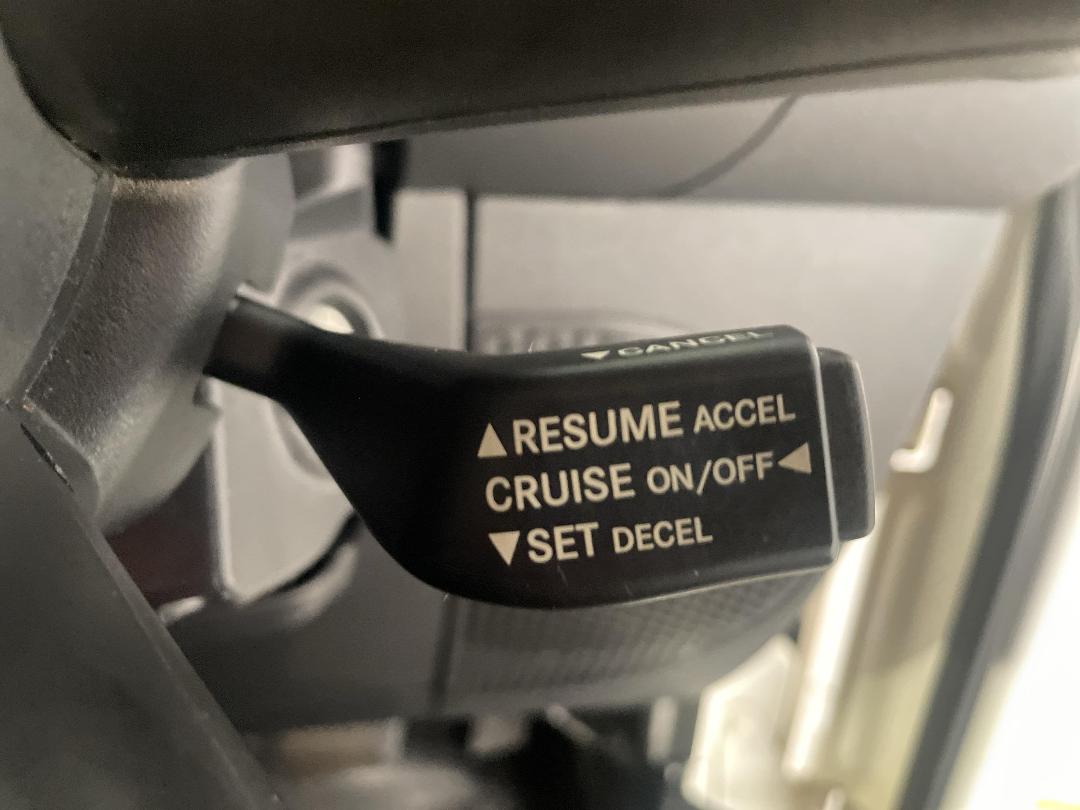 ▼CANCEL
▲RESUME ACCEL
CRUISE ON/OFF◀
▼SET DECEL